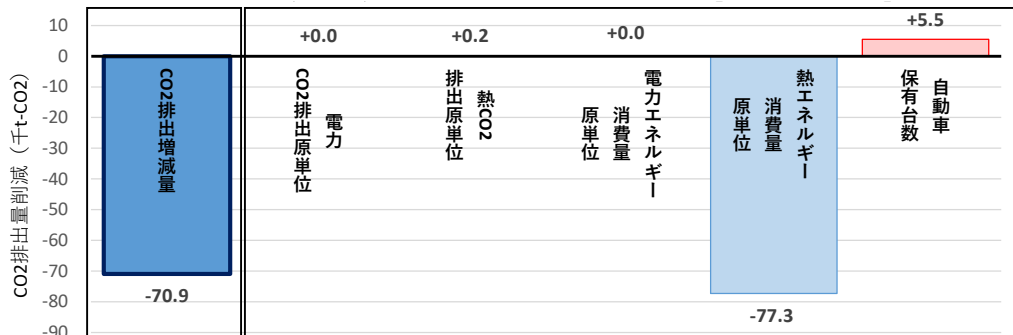 CO2排出量削減（千t-CO2）
10
0
-10
-20
-30
-40
-50
-60
-70
-80
-90
CO2排出増減量
-70.9
+0.0
電力
CO2排出原単位
+0.2
熱CO2
排出原単位
+0.0
電力エネルギー
消費量
原単位
熱エネルギー
消費量
原単位
-77.3
+5.5
自動車
保有台数